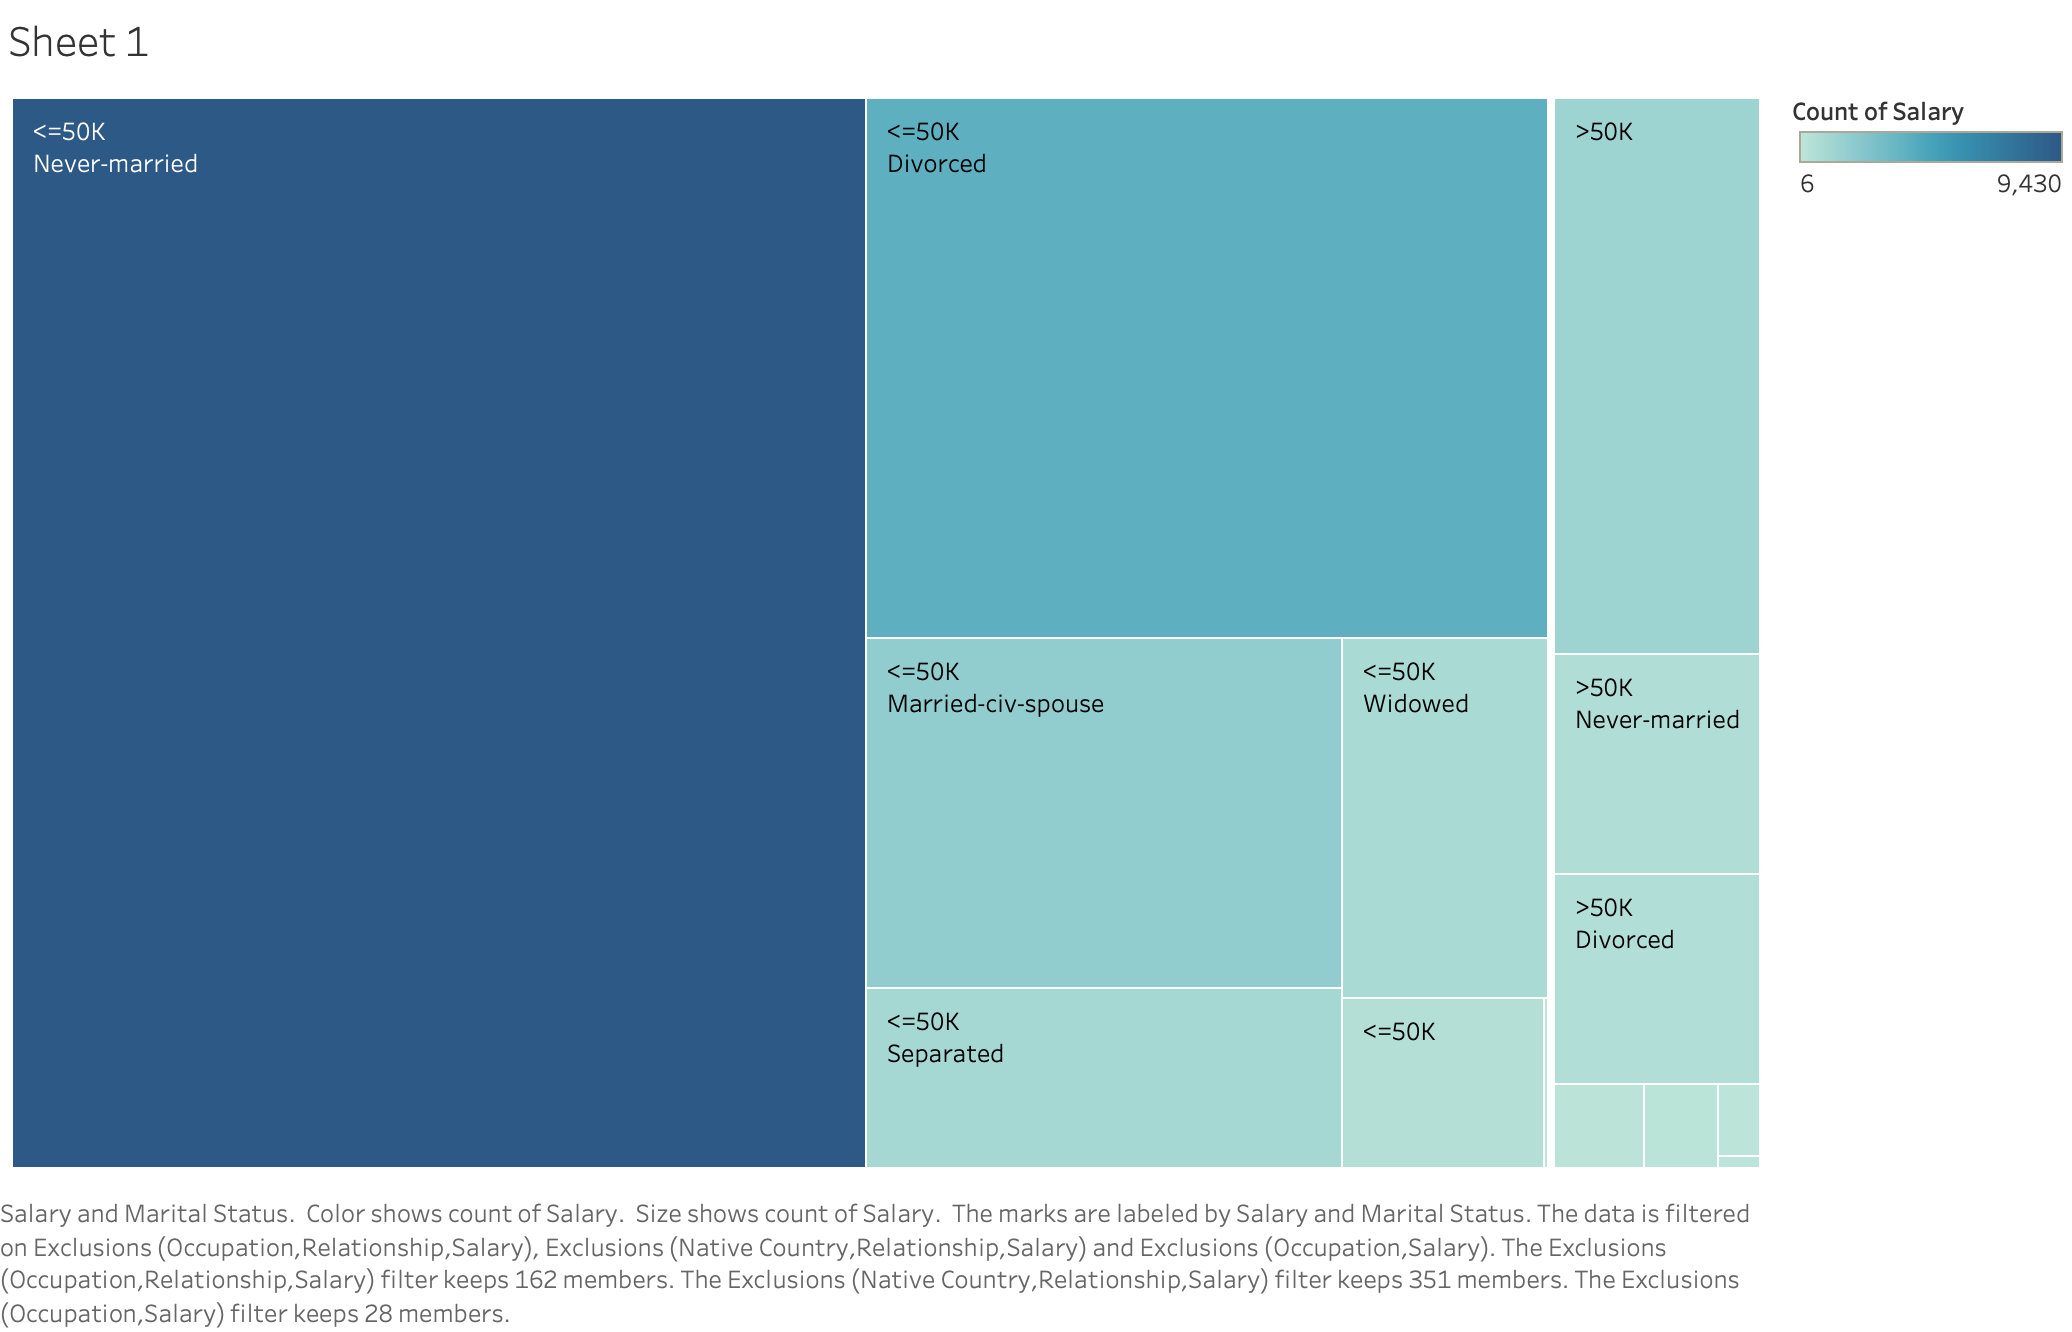 Sheet 1
<=50K
Never-married
<=50K
Divorced
>50K
Count of Salary
6
9,430
<=50K
Married-civ-spouse
<=50K
Widowed
>50K
Never-married
>50K
Divorced
<=50K
Separated
<=50K
Salary and Marital Status.  Color shows count of Salary.  Size shows count of Salary.  The marks are labeled by Salary and Marital Status. The data is filtered
on Exclusions (Occupation,Relationship,Salary), Exclusions (Native Country,Relationship,Salary) and Exclusions (Occupation,Salary). The Exclusions
(Occupation,Relationship,Salary) filter keeps 162 members. The Exclusions (Native Country,Relationship,Salary) filter keeps 351 members. The Exclusions
(Occupation,Salary) filter keeps 28 members.